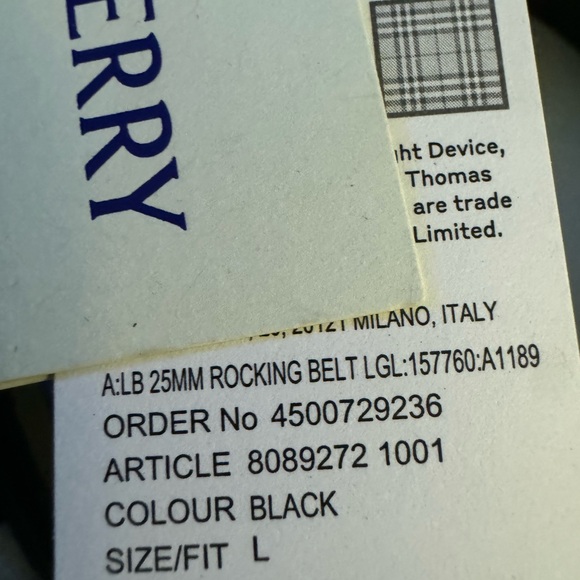 ERRY
ht Device,
Thomas
are trade
Limited.
20121 MILANO, ITALY
A:LB 25MM ROCKING BELT LGL:157760:A1189
ORDER No 4500729236
ARTICLE 8089272 1001
COLOUR BLACK
SIZE/FIT L